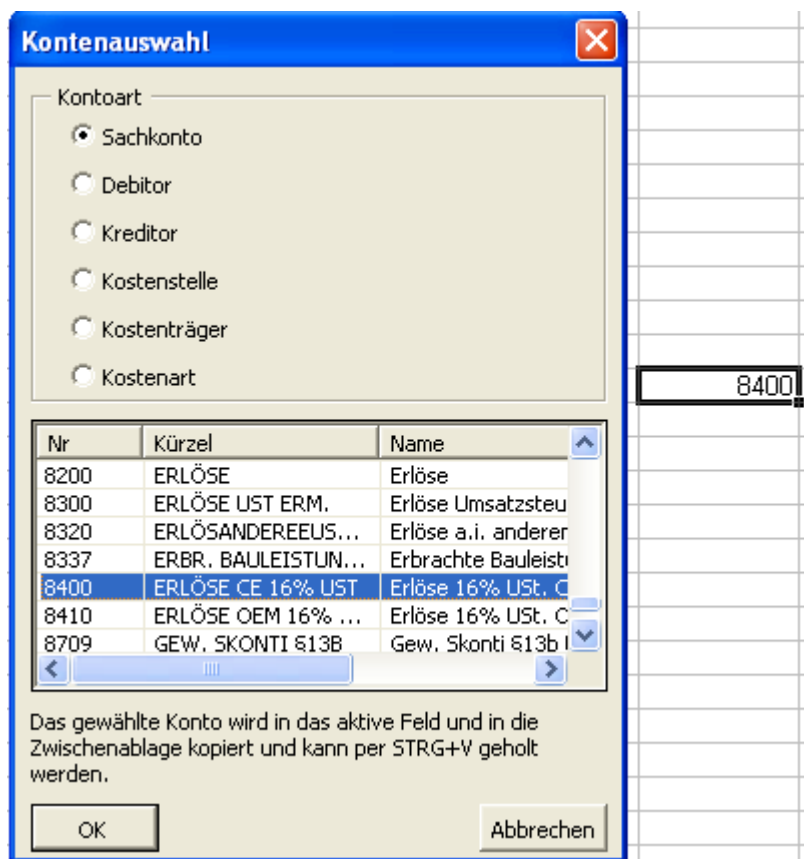 Kontenauswahl
Kontoart
Sachkonto
Debitor
Kreditor
Kostenstelle
Kostenträger
Kostenart
8400
Nr Kürzel Name
8200 ERLÖSE Erlöse
8300 ERLÖSE UST ERM. Erlöse Umsatzsteu
8320 ERLÖSANDEREEUS... Erlöse a.i. anderer
8337 ERBR. BAULEISTUN... Erbrachte Bauleist
8400 ERLÖSE CE 16% UST Erlöse 16% USt. C
8410 ERLÖSE OEM 16% ... Erlöse 16% USt. O
8709 GEW. SKONTI §13B Gew. Skonti §13b
Das gewählte Konto wird in das aktive Feld und in die
Zwischenablage kopiert und kann per STRG+V geholt
werden.
OK Abbrechen